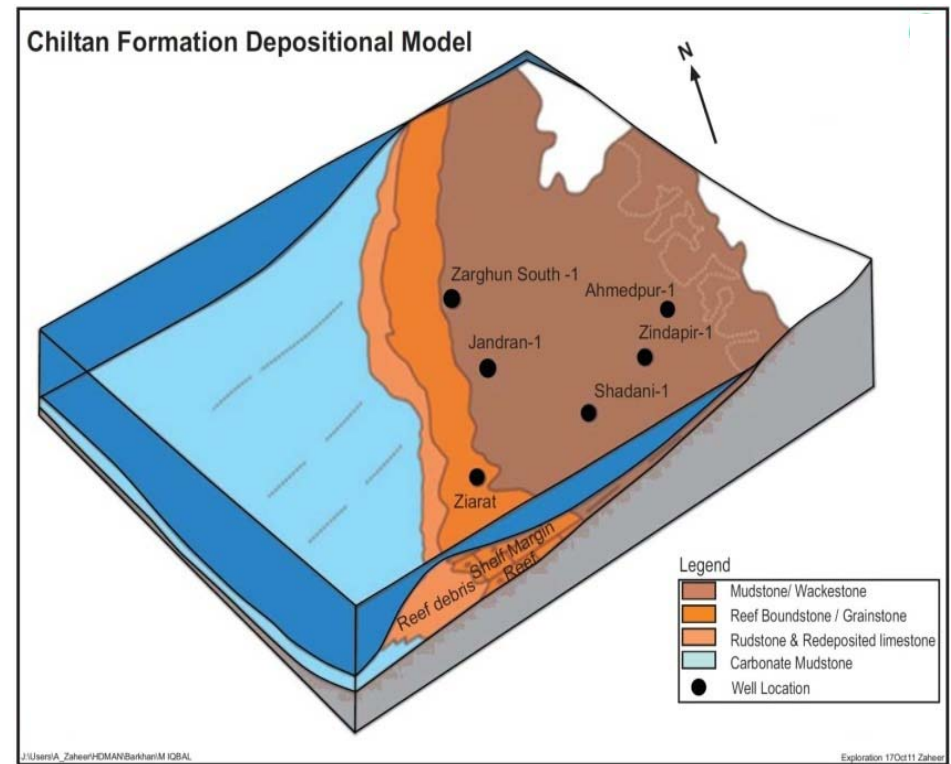 Chiltan Formation Depositional Model
N
Zarghun South -1
Ahmedpur-1
Zindapir-1
Jandran-1
Shadani-1
Ziarat
Shelf Margin
Reef
Reef debris
Legend
Mudstone/ Wackestone
Reef Boundstone / Grainstone
Rudstone & Redeposited limestone
Carbonate Mudstone
Well Location
J:\Users\A_Zaheer\HDMAN\Barkhan\M IQBAL
Exploration 17Oct11 Zaheer